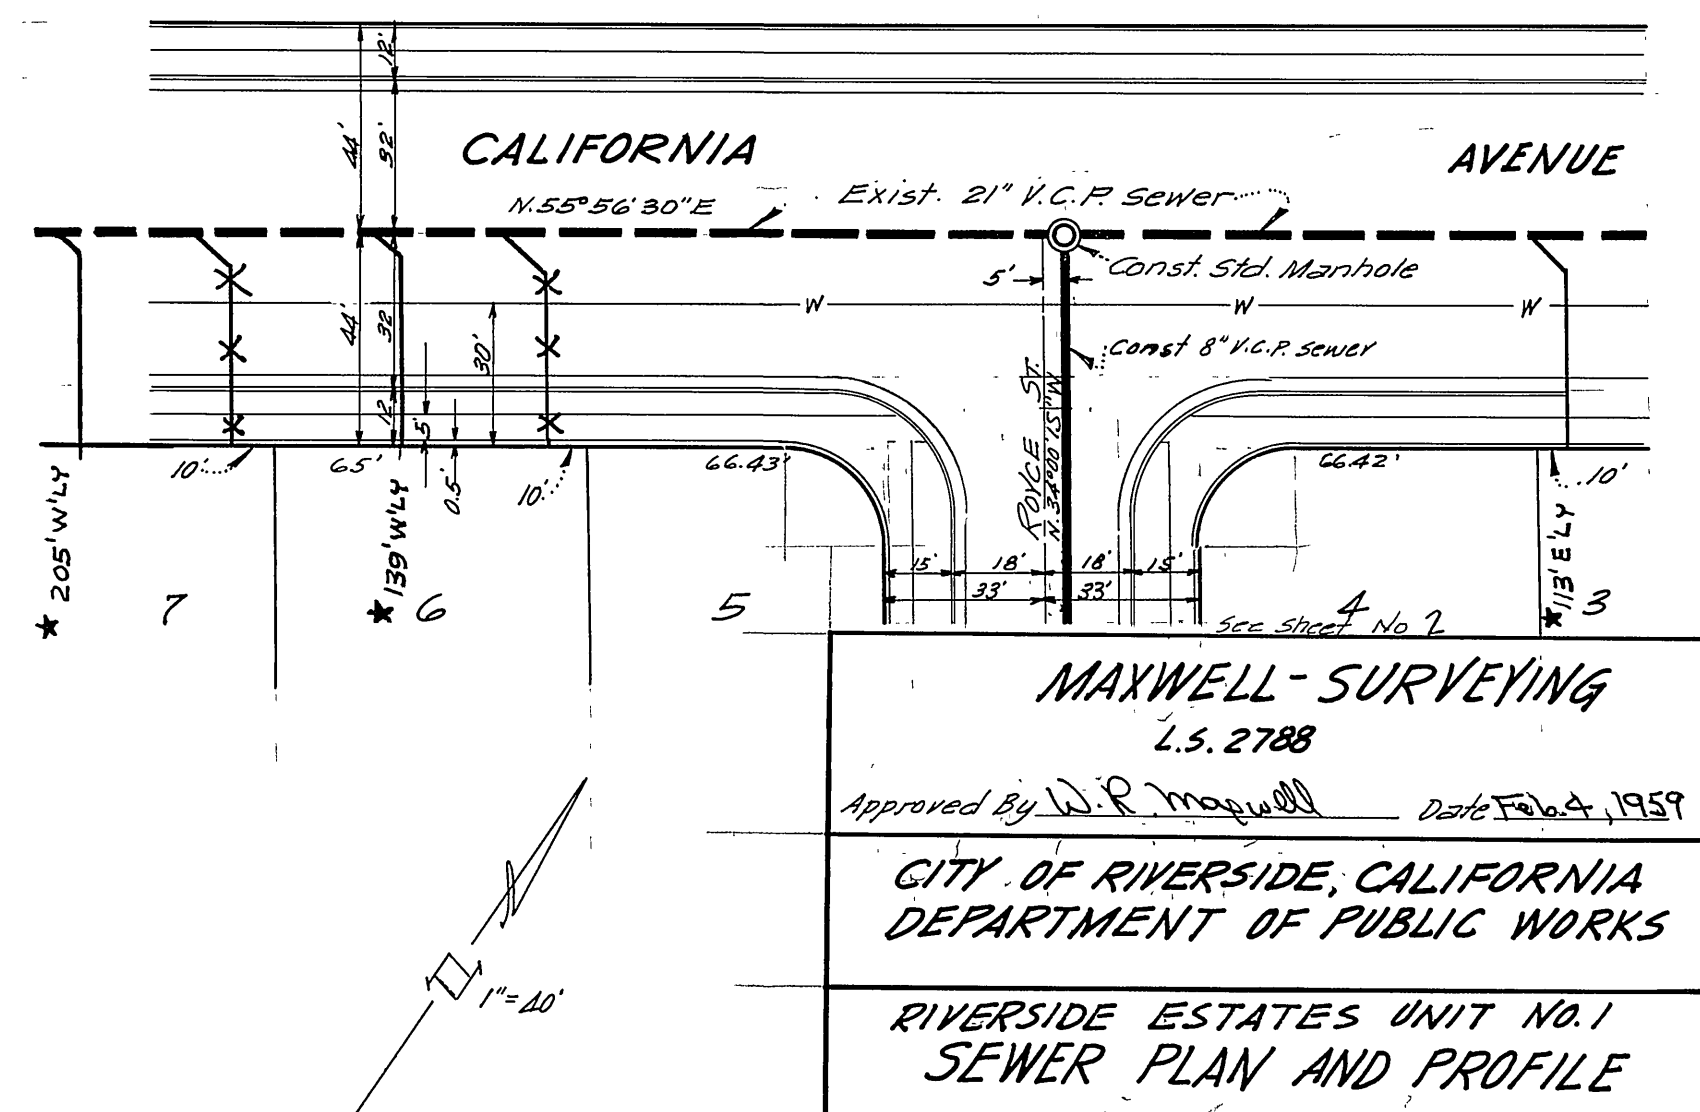 12'
44'
32'
CALIFORNIA AVENUE
N.55°56'30"E
Exist. 21" V.C.P. Sewer
Const. Std. Manhole
5'
W W W
44'
32'
30'
Const 8" V.C.P. Sewer
ROYCE ST.
N.34°00'15"W
12
5'
0.5'
10'
65'
10'
66.43'
66.42'
10'
★ 205' W'LY
★ 139' W'LY
★ 113' E'LY
15' 18' 18' 15'
33' 33'
7 6 5 4 3
See Sheet No 2
MAXWELL - SURVEYING
L.S. 2788
Approved By W. R. Maxwell Date Feb. 4, 1959
CITY OF RIVERSIDE, CALIFORNIA
DEPARTMENT OF PUBLIC WORKS
N
1"=40'
RIVERSIDE ESTATES UNIT NO. 1
SEWER PLAN AND PROFILE